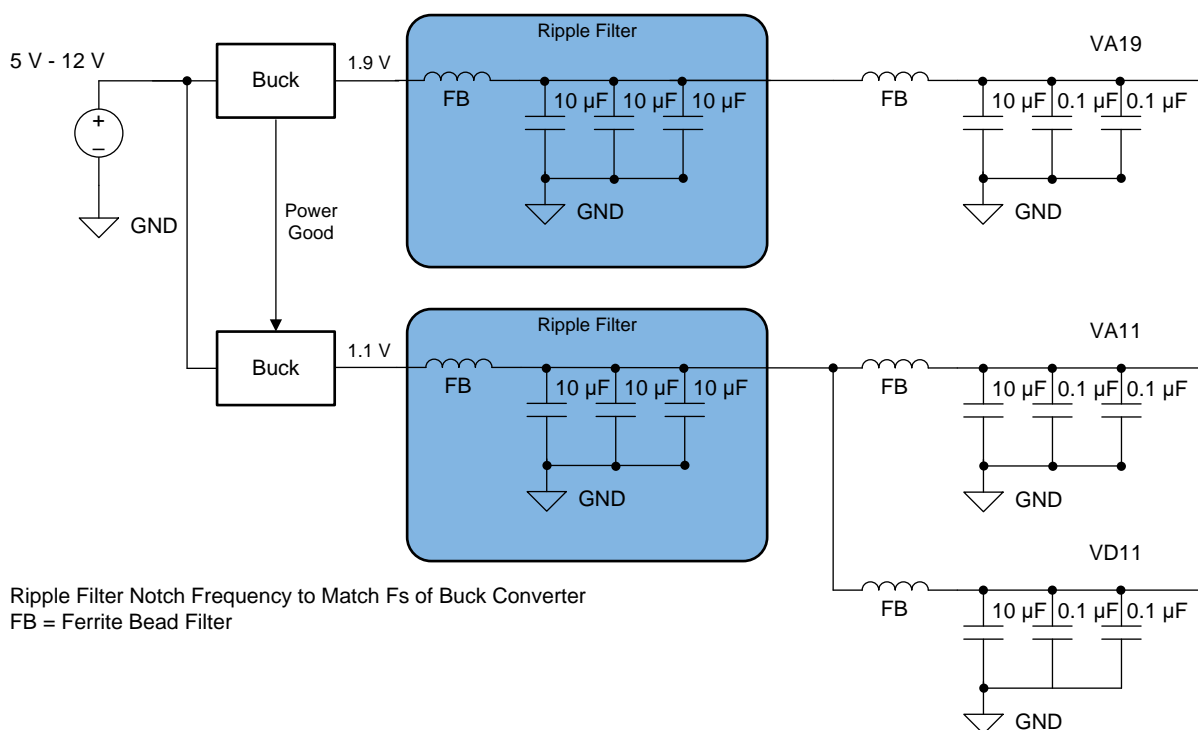 Ripple Filter
VA19
5 V - 12 V
Buck
1.9 V
FB
10 µF
10 µF
10 µF
FB
10 µF
0.1 µF
0.1 µF
+
−
GND
GND
GND
Power
Good
Ripple Filter
VA11
Buck
1.1 V
FB
10 µF
10 µF
10 µF
FB
10 µF
0.1 µF
0.1 µF
GND
GND
VD11
Ripple Filter Notch Frequency to Match Fs of Buck Converter
FB = Ferrite Bead Filter
FB
10 µF
0.1 µF
0.1 µF
GND